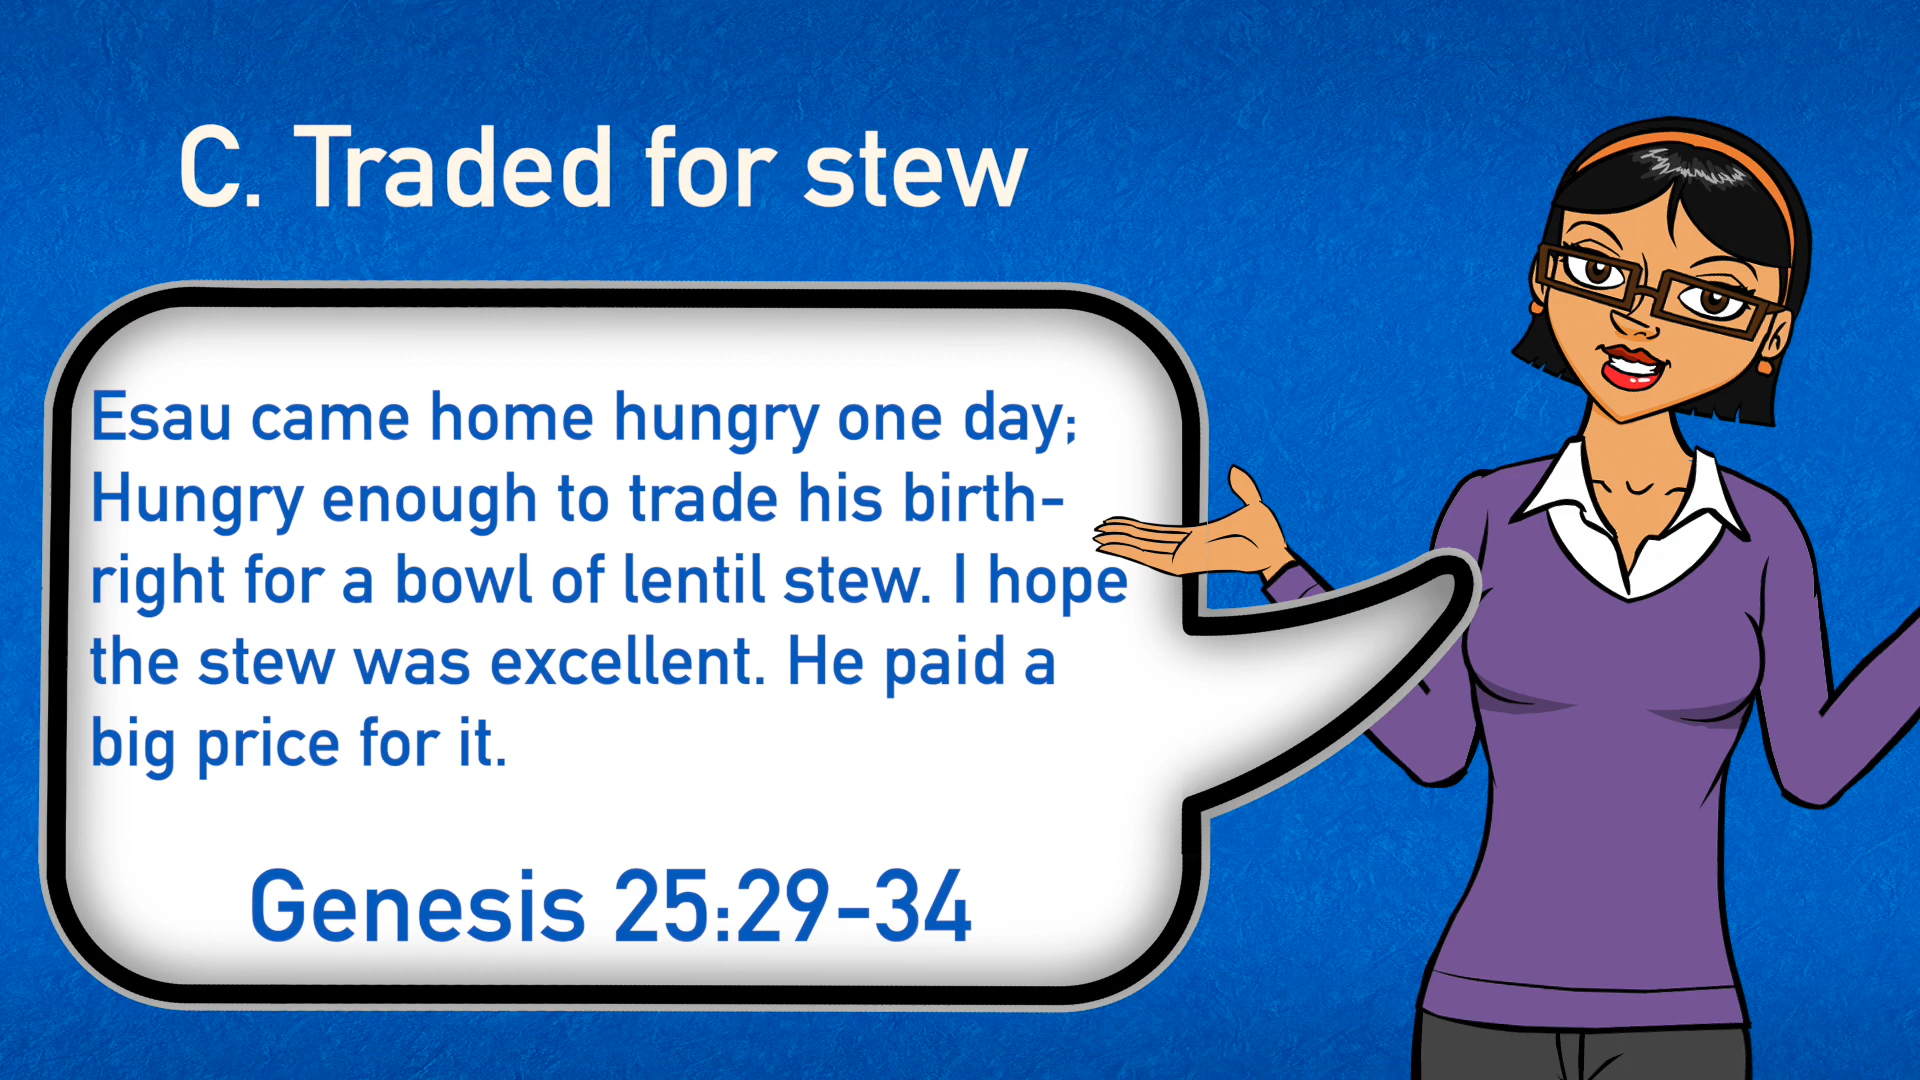 C. Traded for stew
Esau came home hungry one day;
Hungry enough to trade his birth-
right for a bowl of lentil stew. I hope
the stew was excellent. He paid a
big price for it.
Genesis 25:29-34